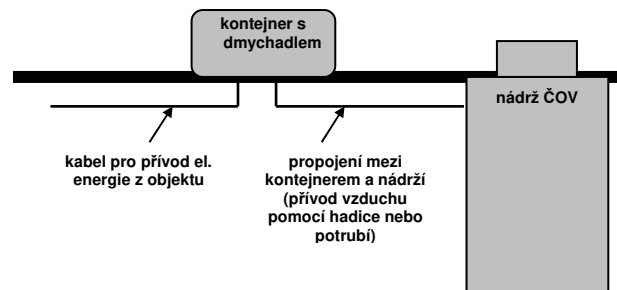 kontejner s
dmychadlem
nádrž ČOV
kabel pro přívod el.
energie z objektu
propojení mezi
kontejnerem a nádrží
(přívod vzduchu
pomocí hadice nebo
potrubí)